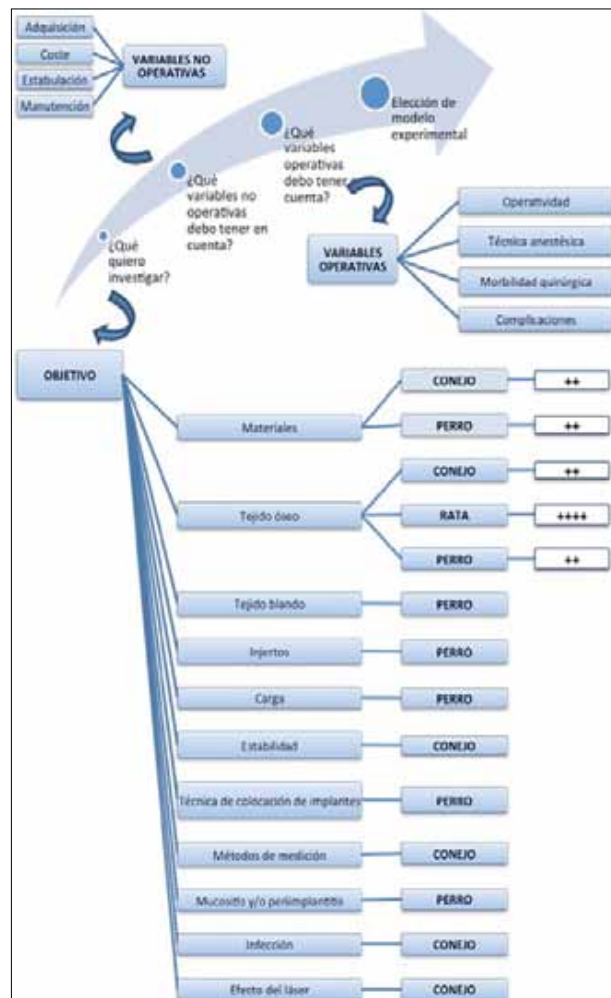 Adquisición
Coste
Estabulación
Manutención
VARIABLES NO
OPERATIVAS
Elección de
modelo
experimental
¿Qué
variables
operativas
debo tener
cuenta?
¿Qué
variables no
operativas
debo tener en
cuenta?
¿Qué
quiero
investigar?
VARIABLES
OPERATIVAS
Operatividad
Técnica anestésica
Morbilidad quirúrgica
Complicaciones
OBJETIVO
Materiales
CONEJO
++
PERRO
++
Tejido óseo
CONEJO
++
RATA
++++
PERRO
++
Tejido blando
PERRO
Injertos
PERRO
Carga
PERRO
Estabilidad
CONEJO
Técnica de colocación de implantes
PERRO
Métodos de medición
CONEJO
Mucositis y/o periimplantitis
PERRO
Infección
CONEJO
Efecto del láser
CONEJO